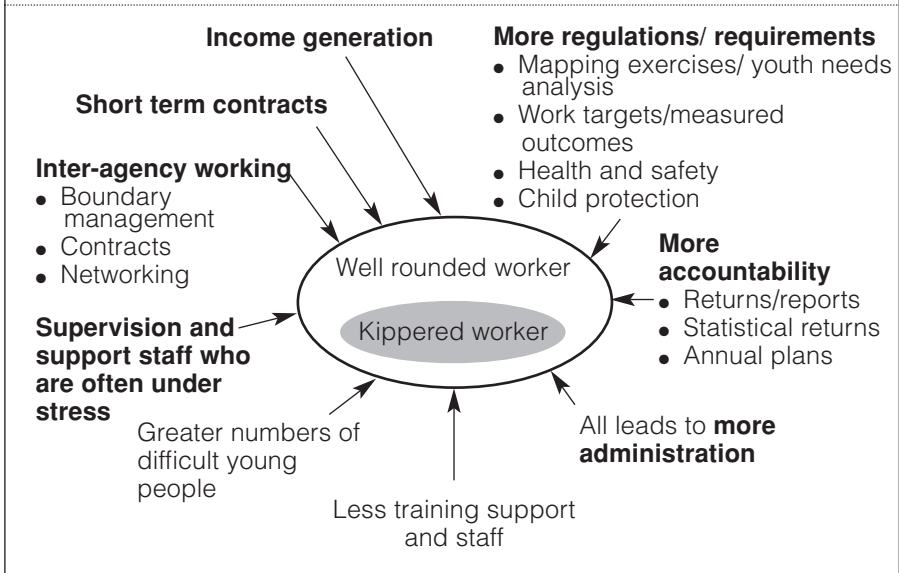 Income generation
Short term contracts
Inter-agency working
● Boundary
management
● Contracts
● Networking
Supervision and
support staff who
are often under
stress
Greater numbers of
difficult young
people
Less training support
and staff
All leads to more
administration
More
accountability
● Returns/reports
● Statistical returns
● Annual plans
More regulations/ requirements
● Mapping exercises/ youth needs
analysis
● Work targets/measured
outcomes
● Health and safety
● Child protection
Well rounded worker
Kippered worker